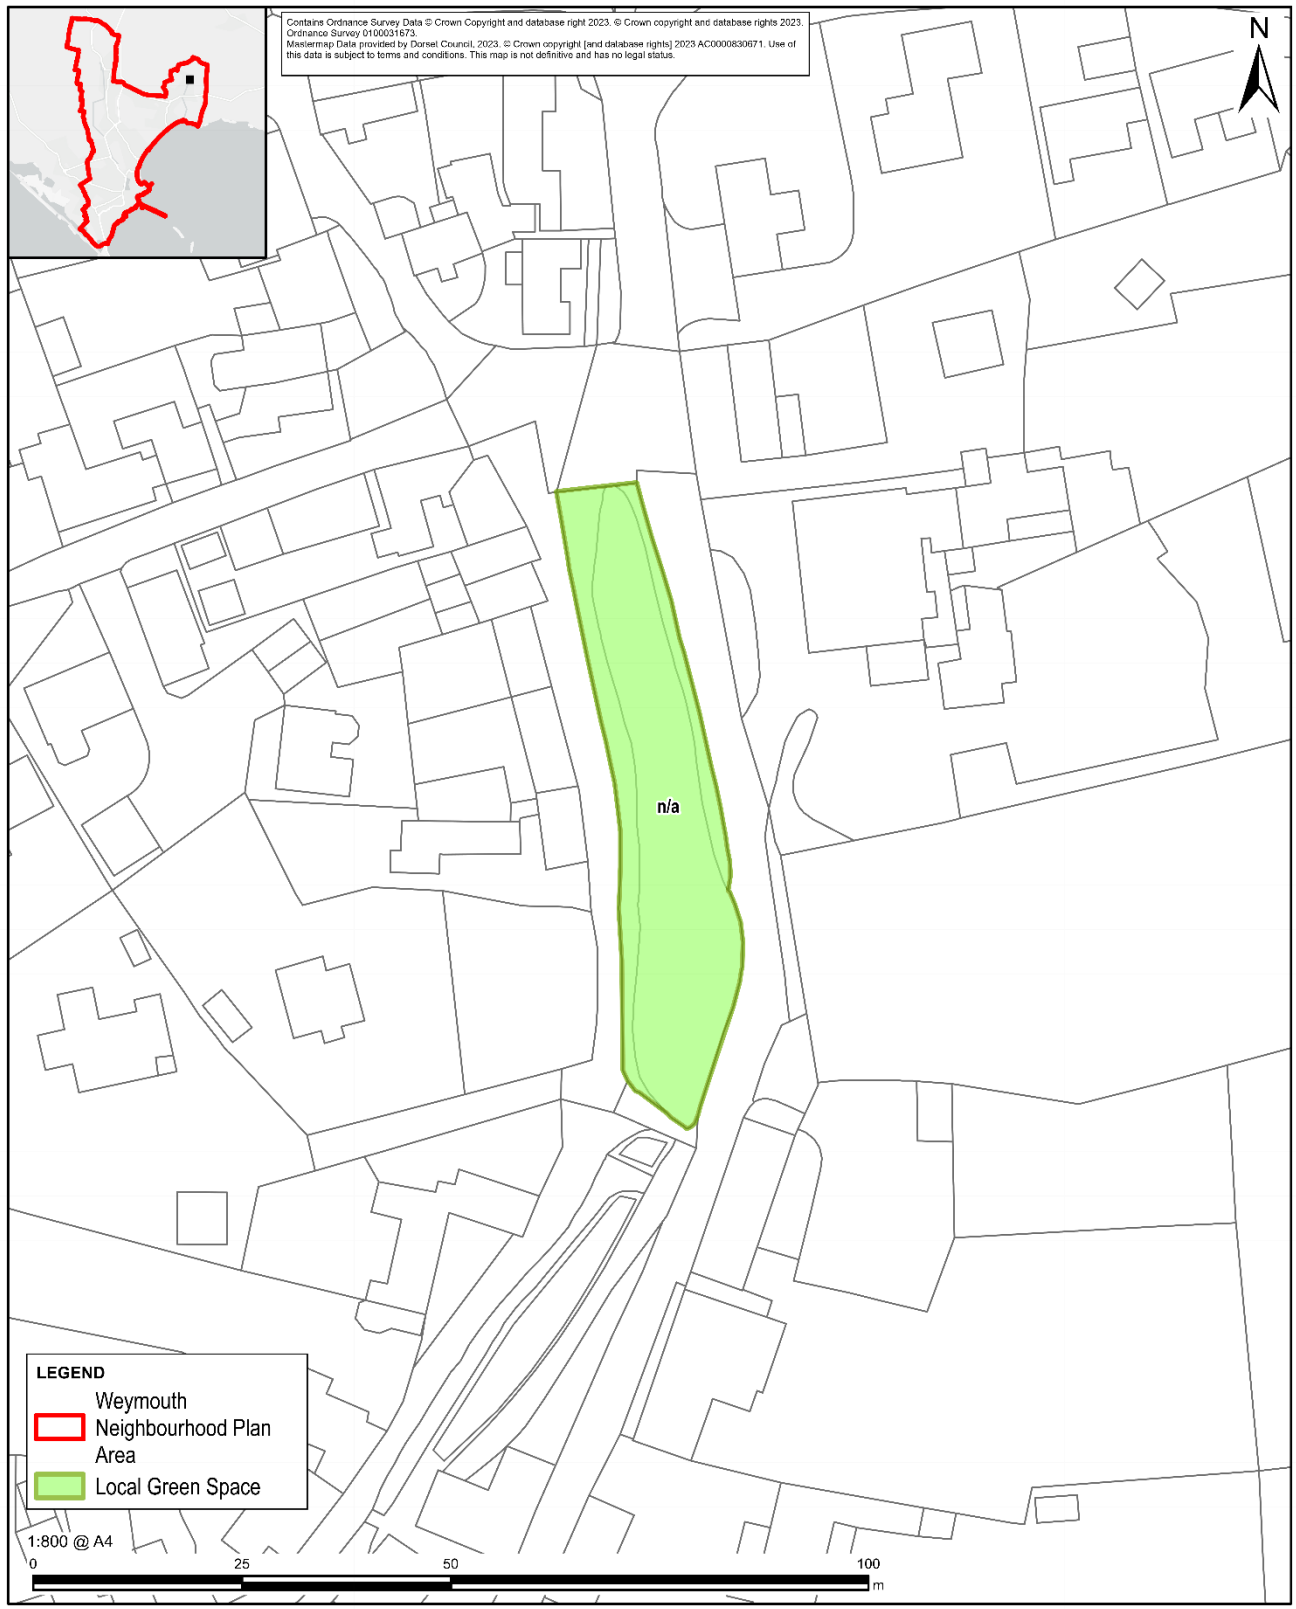 Contains Ordnance Survey Data © Crown Copyright and database right 2023. © Crown copyright and database rights 2023.
Ordnance Survey 0100031673.
Mastermap Data provided by Dorset Council, 2023. © Crown copyright [and database rights] 2023 AC0000830671. Use of
this data is subject to terms and conditions. This map is not definitive and has no legal status.
N
n/a
LEGEND
Weymouth
Neighbourhood Plan
Area
Local Green Space
1:800 @ A4
0 25 50 100
m